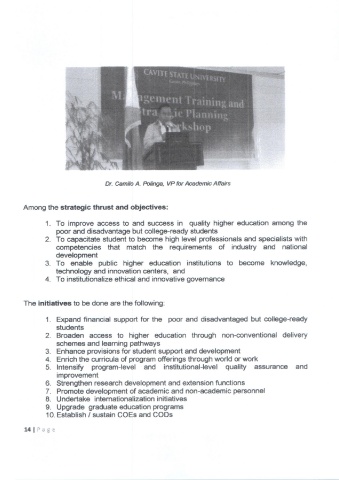 CAVITE STATE UNIVERSITY
Management Training and
Strategic Planning
Workshop
Dr. Camilo A. Polinga, VP for Academic Affairs
Among the strategic thrust and objectives:
1. To improve access to and success in quality higher education among the
poor and disadvantage but college-ready students
2. To capacitate student to become high level professionals and specialists with
competencies that match the requirements of industry and national
development
3. To enable public higher education institutions to become knowledge,
technology and innovation centers, and
4. To institutionalize ethical and innovative governance
The initiatives to be done are the following:
1. Expand financial support for the poor and disadvantaged but college-ready
students
2. Broaden access to higher education through non-conventional delivery
schemes and learning pathways
3. Enhance provisions for student support and development
4. Enrich the curricula of program offerings through world or work
5. Intensify program-level and institutional-level quality assurance and
improvement
6. Strengthen research development and extension functions
7. Promote development of academic and non-academic personnel
8. Undertake internationalization initiatives
9. Upgrade graduate education programs
10. Establish / sustain COEs and CODs
14 | P a g e